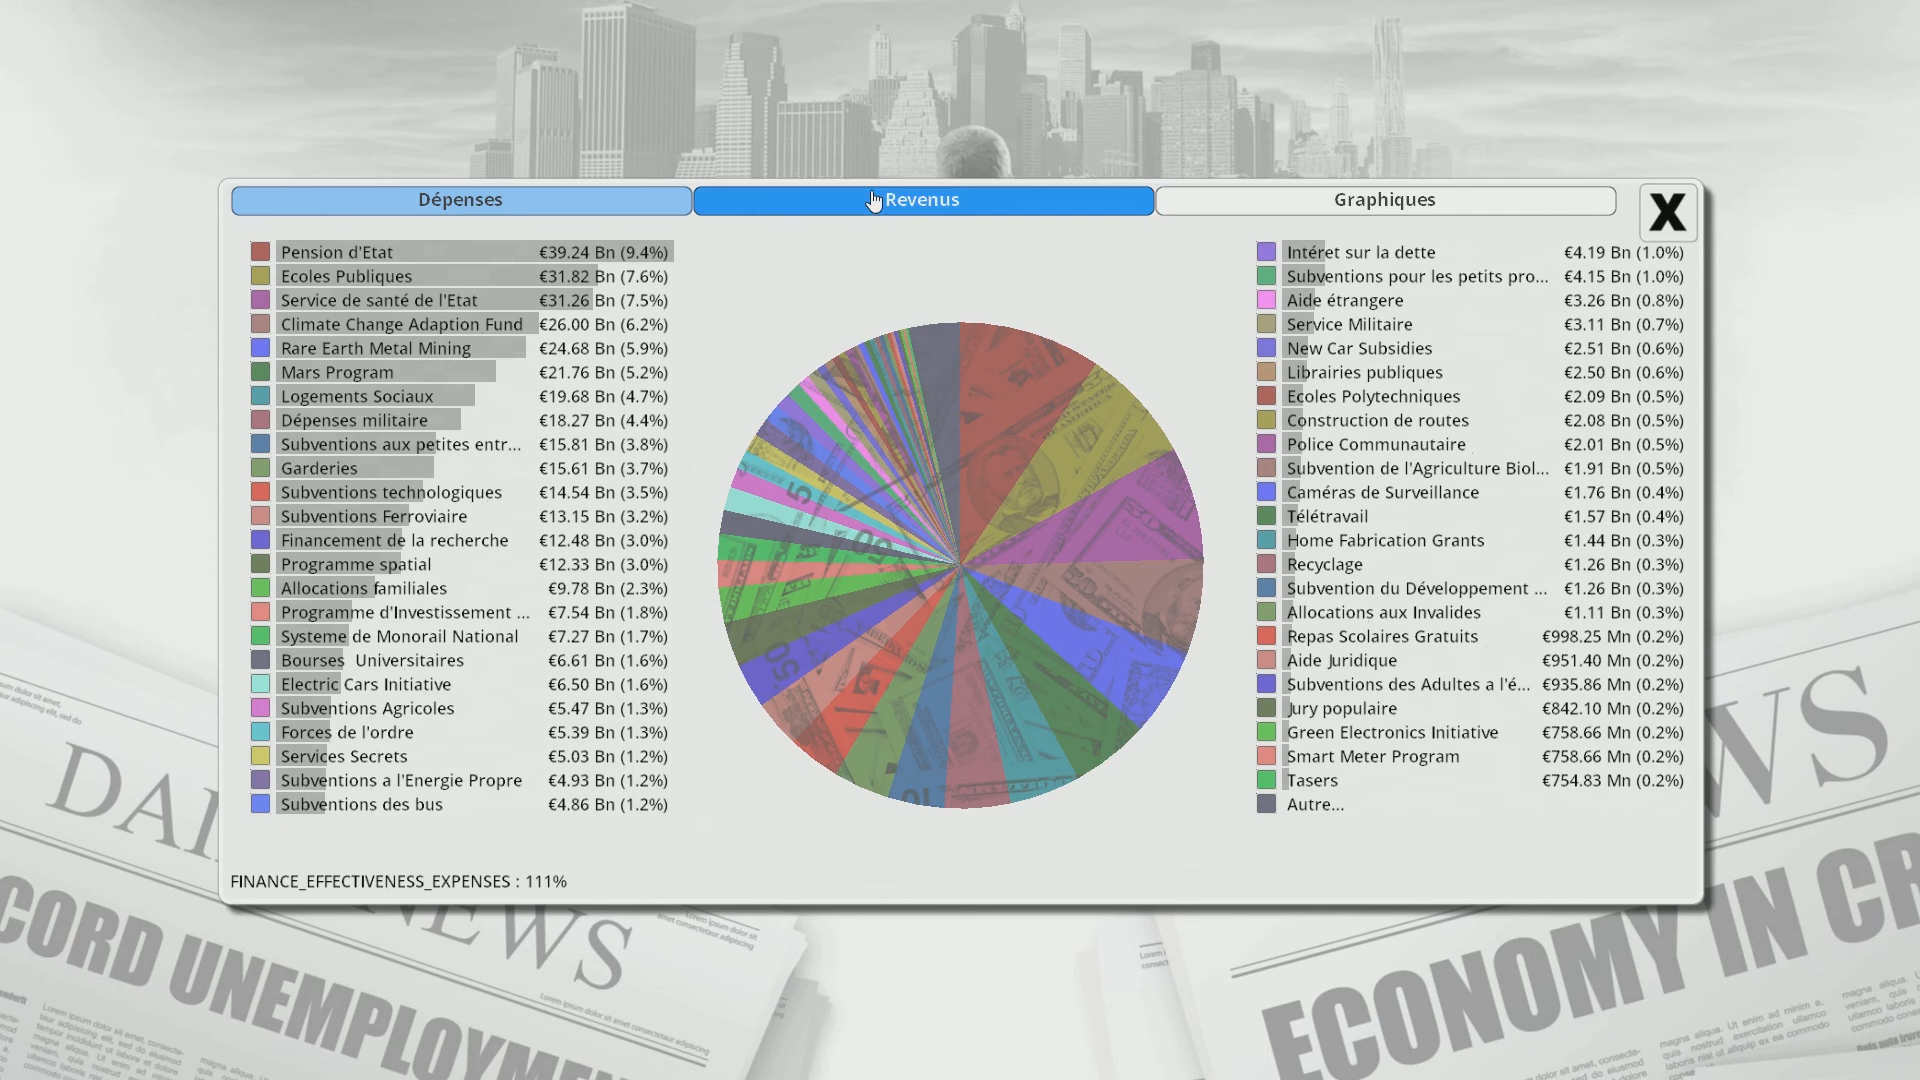 Dépenses
Revenus
Graphiques
X
Pension d'Etat €39.24 Bn (9.4%)
Ecoles Publiques €31.82 Bn (7.6%)
Service de santé de l'Etat €31.26 Bn (7.5%)
Climate Change Adaption Fund €26.00 Bn (6.2%)
Rare Earth Metal Mining €24.68 Bn (5.9%)
Mars Program €21.76 Bn (5.2%)
Logements Sociaux €19.68 Bn (4.7%)
Dépenses militaire €18.27 Bn (4.4%)
Subventions aux petites entr... €15.81 Bn (3.8%)
Garderies €15.61 Bn (3.7%)
Subventions technologiques €14.54 Bn (3.5%)
Subventions Ferroviaire €13.15 Bn (3.2%)
Financement de la recherche €12.48 Bn (3.0%)
Programme spatial €12.33 Bn (3.0%)
Allocations familiales €9.78 Bn (2.3%)
Programme d'Investissement ... €7.54 Bn (1.8%)
Systeme de Monorail National €7.27 Bn (1.7%)
Bourses Universitaires €6.61 Bn (1.6%)
Electric Cars Initiative €6.50 Bn (1.6%)
Subventions Agricoles €5.47 Bn (1.3%)
Forces de l'ordre €5.39 Bn (1.3%)
Services Secrets €5.03 Bn (1.2%)
Subventions a l'Energie Propre €4.93 Bn (1.2%)
Subventions des bus €4.86 Bn (1.2%)
Intéret sur la dette €4.19 Bn (1.0%)
Subventions pour les petits pro... €4.15 Bn (1.0%)
Aide étrangere €3.26 Bn (0.8%)
Service Militaire €3.11 Bn (0.7%)
New Car Subsidies €2.51 Bn (0.6%)
Librairies publiques €2.50 Bn (0.6%)
Ecoles Polytechniques €2.09 Bn (0.5%)
Construction de routes €2.08 Bn (0.5%)
Police Communautaire €2.01 Bn (0.5%)
Subvention de l'Agriculture Biol... €1.91 Bn (0.5%)
Caméras de Surveillance €1.76 Bn (0.4%)
Télétravail €1.57 Bn (0.4%)
Home Fabrication Grants €1.44 Bn (0.3%)
Recyclage €1.26 Bn (0.3%)
Subvention du Développement ... €1.26 Bn (0.3%)
Allocations aux Invalides €1.11 Bn (0.3%)
Repas Scolaires Gratuits €998.25 Mn (0.2%)
Aide Juridique €951.40 Mn (0.2%)
Subventions des Adultes a l'é... €935.86 Mn (0.2%)
Jury populaire €842.10 Mn (0.2%)
Green Electronics Initiative €758.66 Mn (0.2%)
Smart Meter Program €758.66 Mn (0.2%)
Tasers €754.83 Mn (0.2%)
Autre...
FINANCE_EFFECTIVENESS_EXPENSES : 111%
DAI
NEWS
CORD UNEMPLOYME
WS
ECONOMY IN CR
Lorem ipsum dolor sit
consectetuer adipiscing